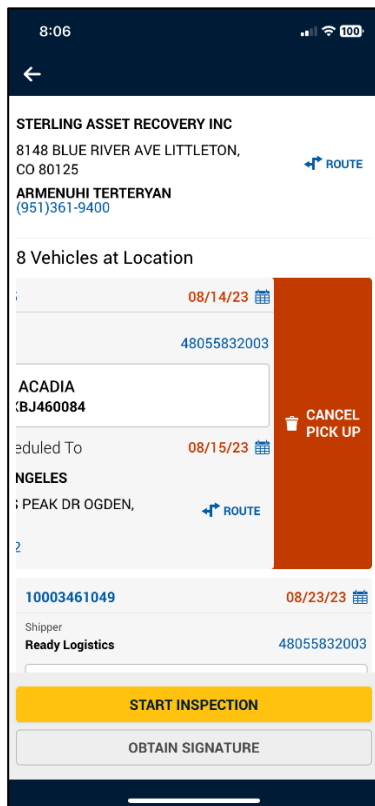 8:06
100
STERLING ASSET RECOVERY INC
8148 BLUE RIVER AVE LITTLETON,
CO 80125
ROUTE
ARMENUHI TERTERYAN
(951)361-9400
8 Vehicles at Location
08/14/23
48055832003
ACADIA
KBJ460084
CANCEL
PICK UP
eduled To
08/15/23
NGELES
S PEAK DR OGDEN,
ROUTE
2
10003461049
08/23/23
Shipper
Ready Logistics
48055832003
START INSPECTION
OBTAIN SIGNATURE